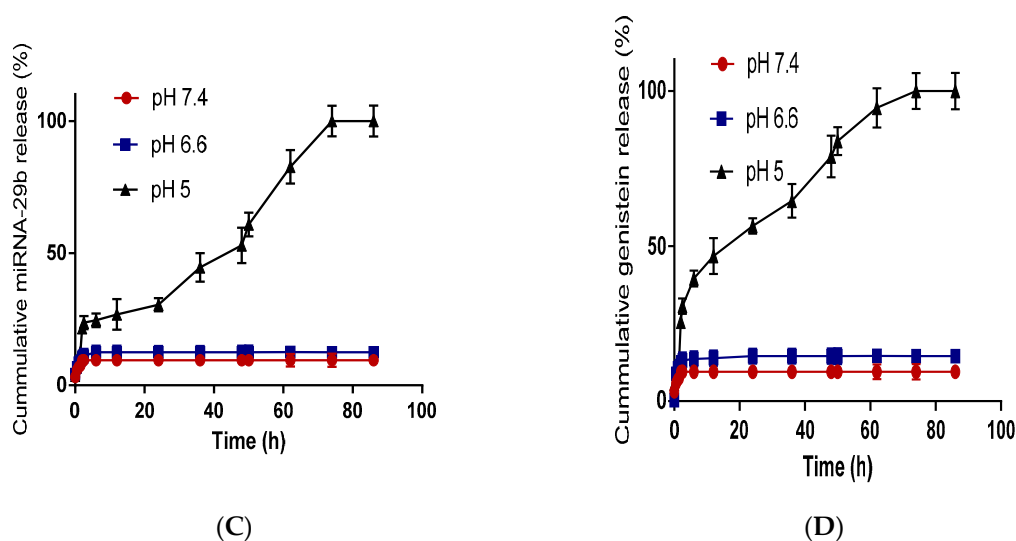 Cummulative miRNA-29b release (%)
100
50
0
pH 7.4
pH 6.6
pH 5
0 20 40 60 80 100
Time (h)
(C)
Cummulative genistein release (%)
100
50
0
pH 7.4
pH 6.6
pH 5
0 20 40 60 80 100
Time (h)
(D)